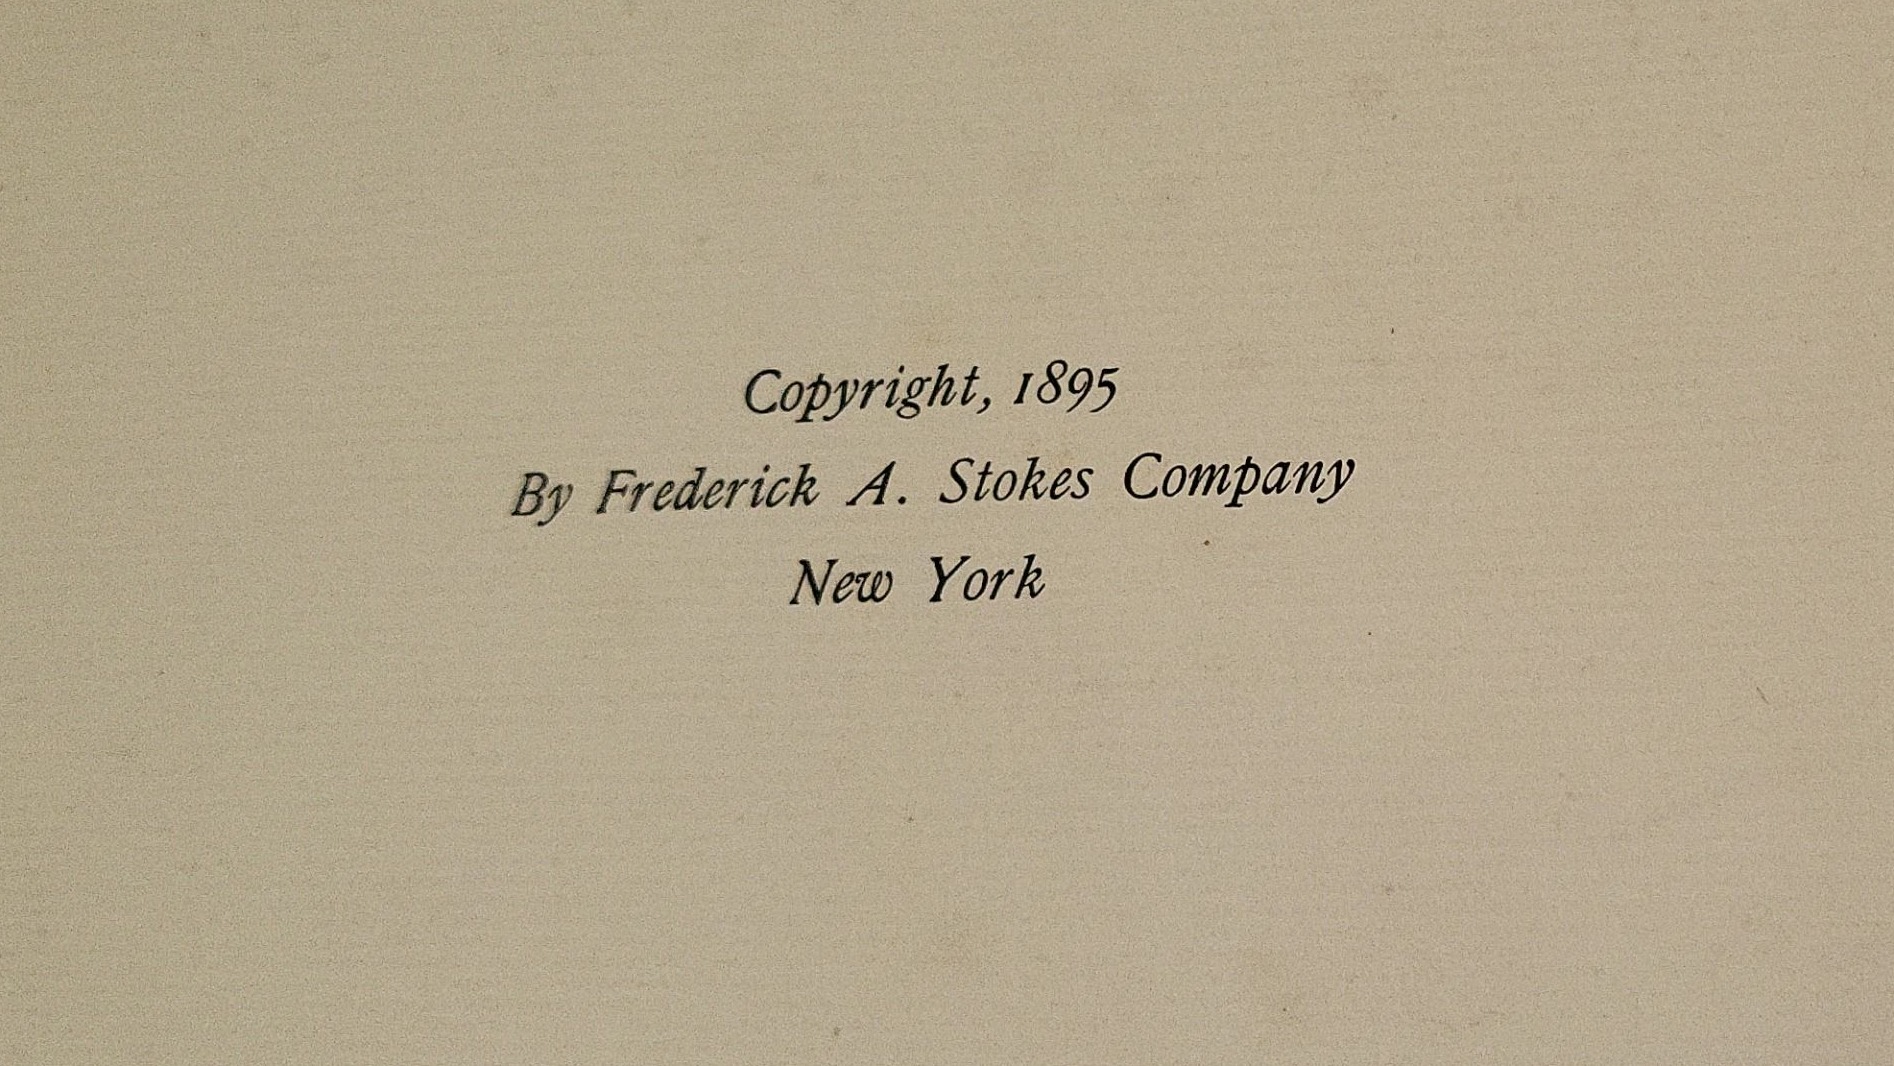 Copyright, 1895
By Frederick A. Stokes Company
New York